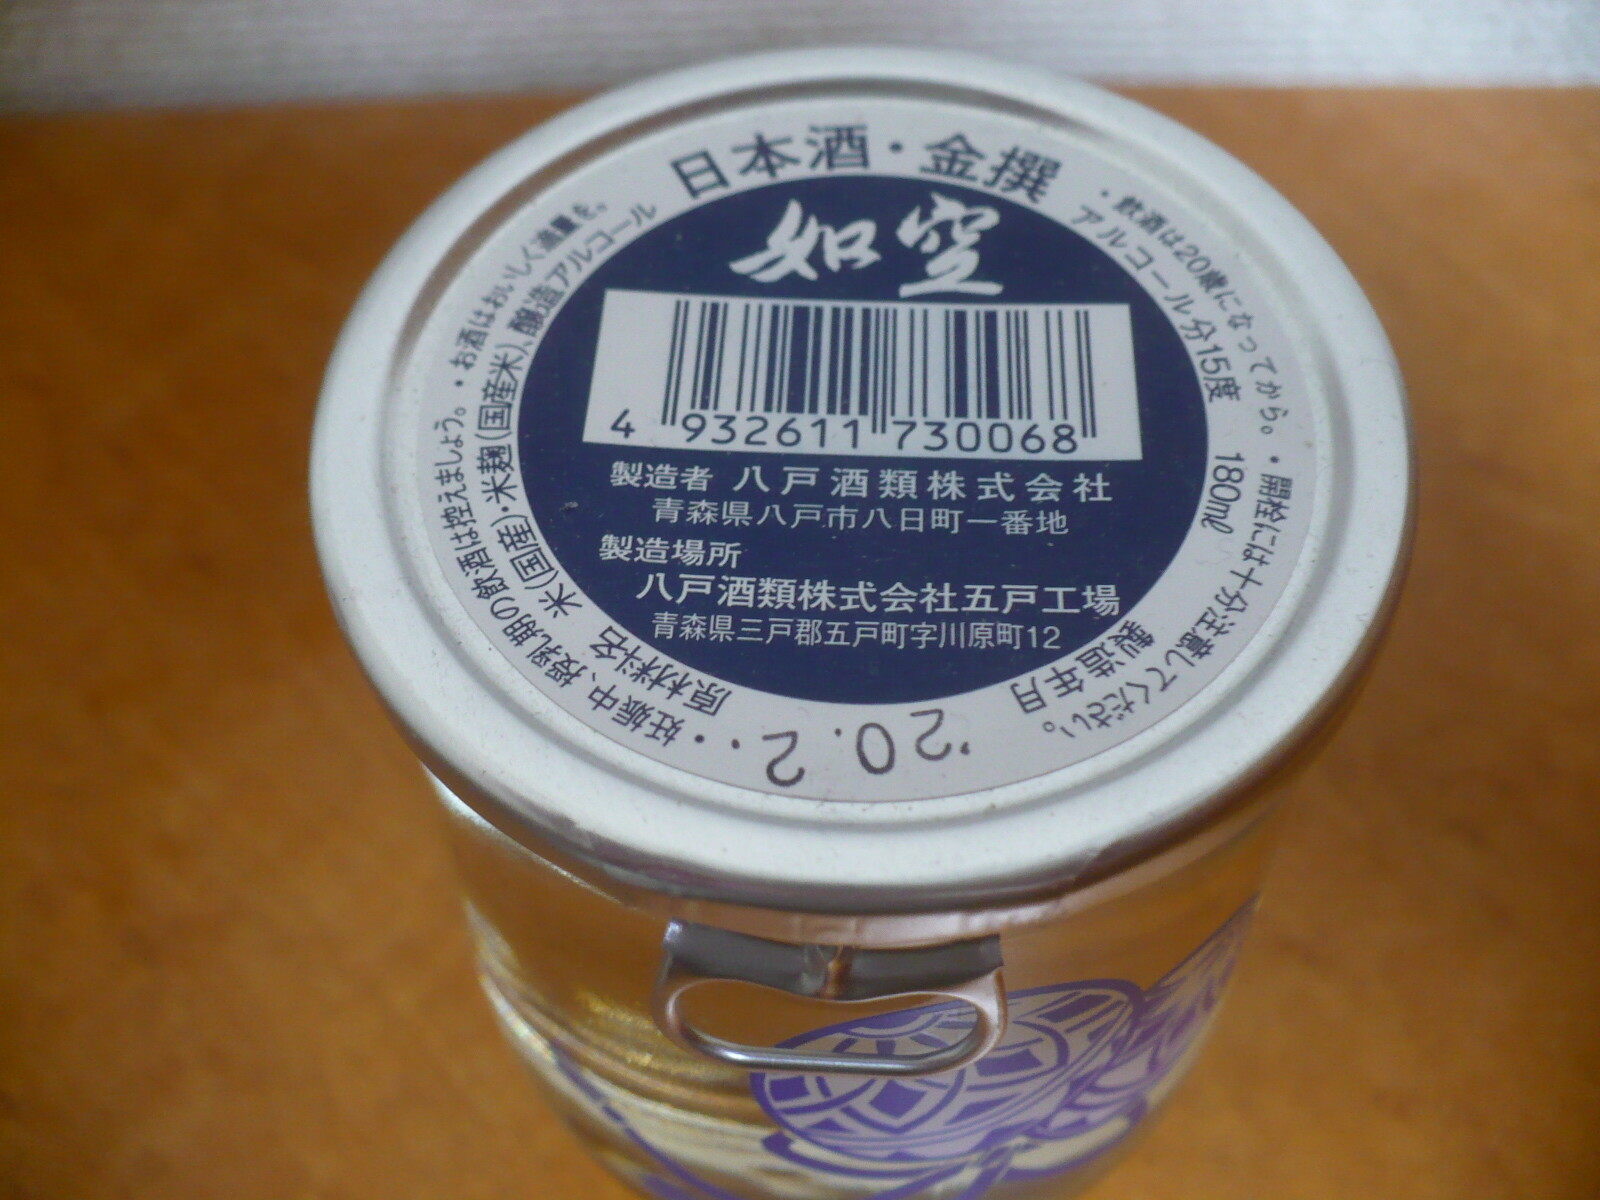 日本酒・金撰
如空
4 932611 730068
製造者 八戸酒類株式会社
青森県八戸市八日町一番地
製造場所
八戸酒類株式会社五戸工場
青森県三戸郡五戸町字川原町12
原材料名 米(国産)・米麹(国産米)、醸造アルコール
アルコール分15度 180ml
製造年月
'20.2.
・妊娠中、授乳期の飲酒は控えましょう。・お酒はおいしく適量を。
・飲酒は20歳になってから。・開栓には十分注意してください。